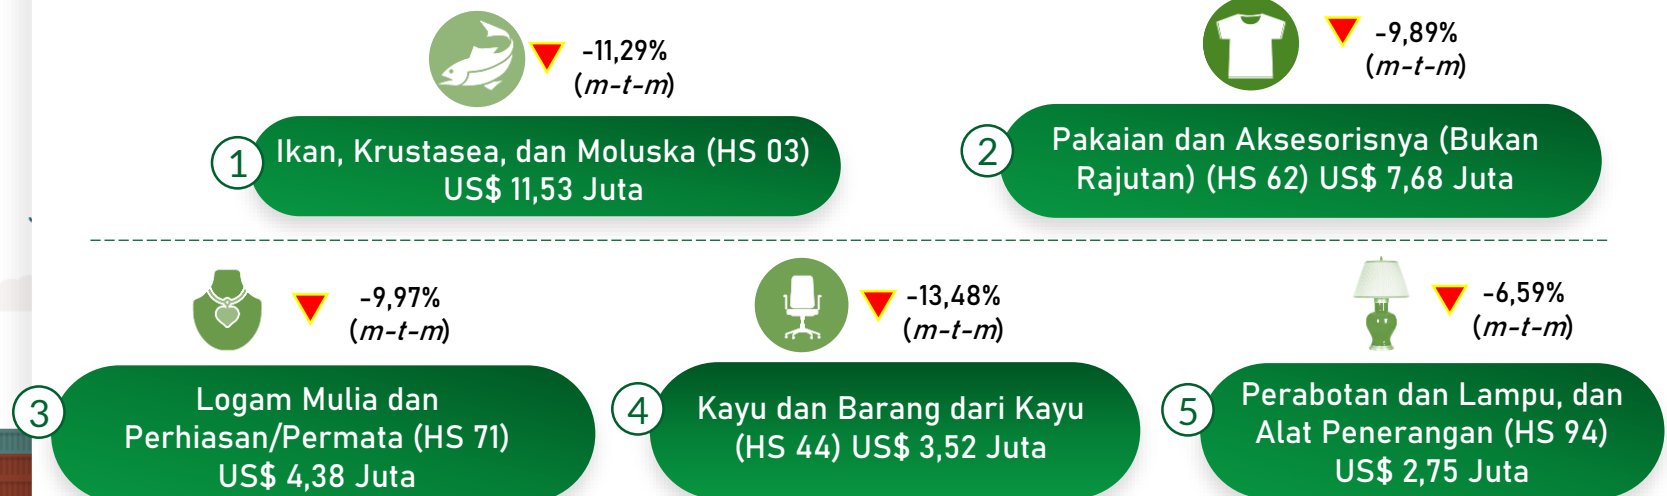 -11,29%
(m-t-m)
1
Ikan, Krustasea, dan Moluska (HS 03)
US$ 11,53 Juta
-9,89%
(m-t-m)
2
Pakaian dan Aksesorisnya (Bukan
Rajutan) (HS 62) US$ 7,68 Juta
-9,97%
(m-t-m)
3
Logam Mulia dan
Perhiasan/Permata (HS 71)
US$ 4,38 Juta
-13,48%
(m-t-m)
4
Kayu dan Barang dari Kayu
(HS 44) US$ 3,52 Juta
-6,59%
(m-t-m)
5
Perabotan dan Lampu, dan
Alat Penerangan (HS 94)
US$ 2,75 Juta